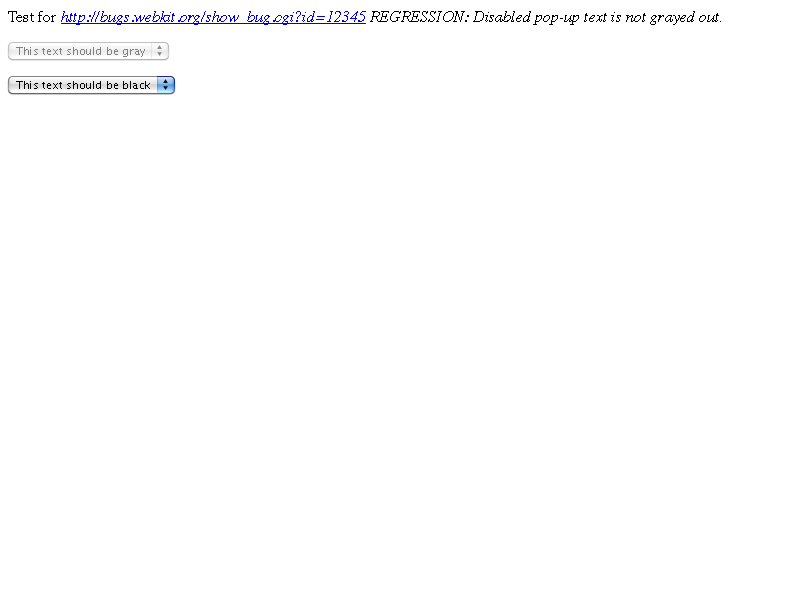 Test for http://bugs.webkit.org/show_bug.cgi?id=12345 REGRESSION: Disabled pop-up text is not grayed out.
This text should be gray
This text should be black